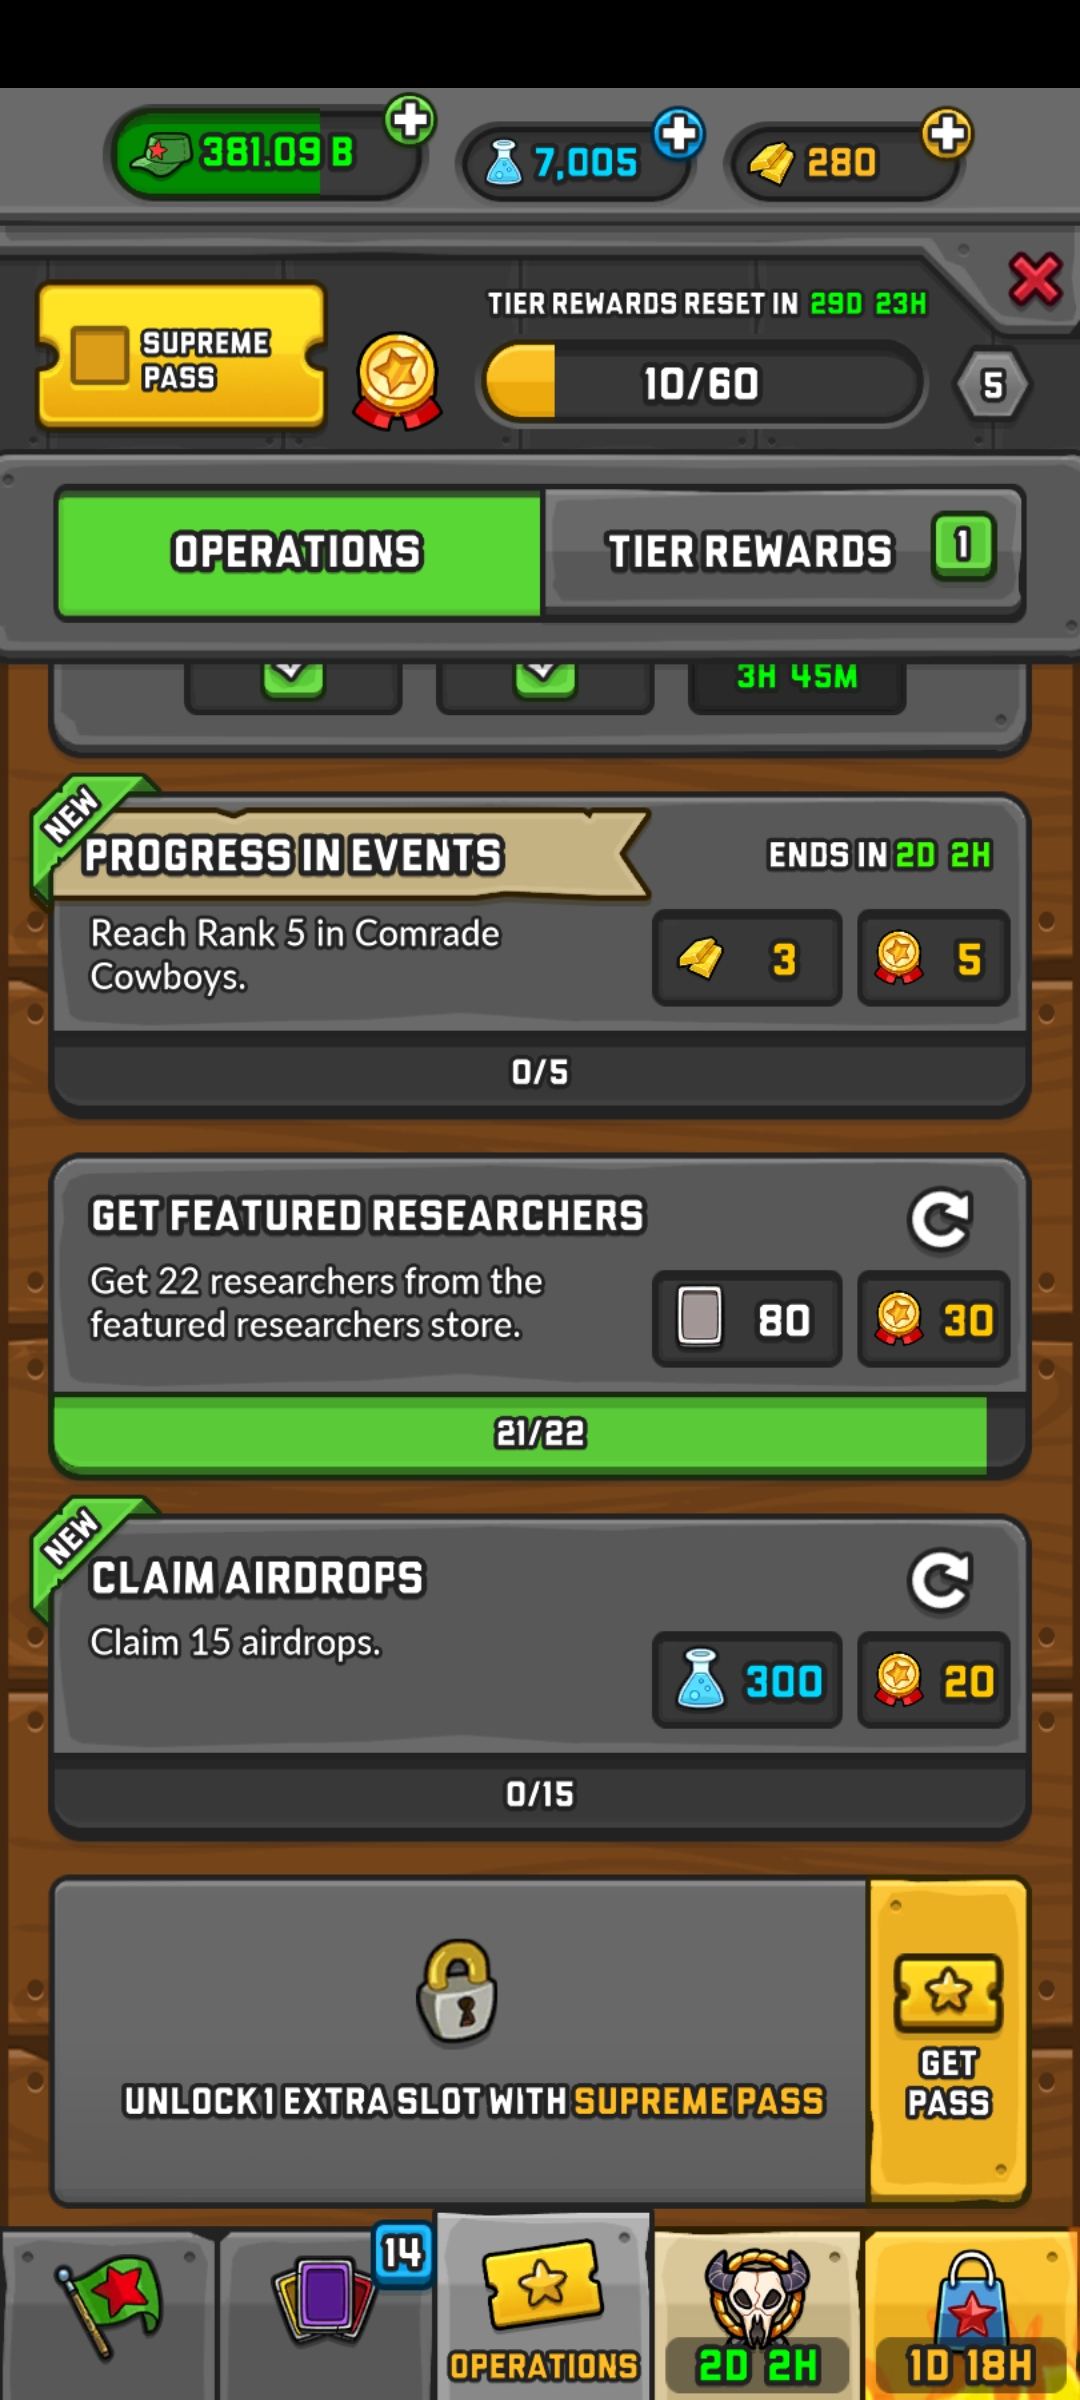 381.09 B
7,005
280
TIER REWARDS RESET IN 29D 23H
SUPREME
PASS
10/60
5
OPERATIONS
TIER REWARDS
1
3H 45M
NEW
PROGRESS IN EVENTS
ENDS IN 2D 2H
Reach Rank 5 in Comrade
Cowboys.
3
5
0/5
GET FEATURED RESEARCHERS
Get 22 researchers from the
featured researchers store.
80
30
21/22
NEW
CLAIM AIRDROPS
Claim 15 airdrops.
300
20
0/15
UNLOCK 1 EXTRA SLOT WITH SUPREME PASS
GET
PASS
14
OPERATIONS
2D 2H
1D 18H